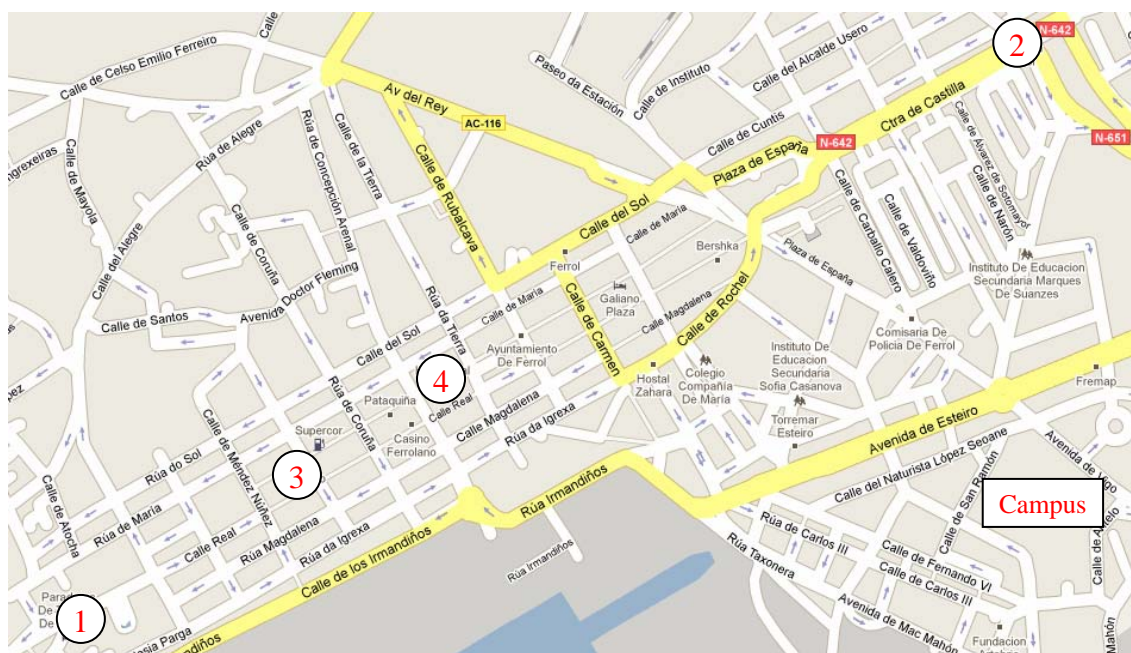 2
N-642
Calle de
Calle de Celso Emilio Ferreiro
Paseo da Estación
Calle de Instituto
Calle del Alcalde Usero
Av del Rey
AC-116
Ctra de Castilla
Calle de Cuntis
N-642
N-651
Plaza de España
Rúa de Alegre
Calle de la Tierra
Rúa de Concepción Arenal
Calle de Mayola
Calle de Rubalcava
Calle de Álvarez de Sotomayor
Calle de Narón
Calle de Carballo Calero
Calle de Valdoviño
Calle del Sol
Calle de María
Bershka
Plaza de España
Ferrol
Calle del Alegre
Calle de Coruña
Avenida Doctor Fleming
Calle de Santos
Rúa da Tierra
Calle de María
Galiano
Plaza
Calle Magdalena
Calle de Rochel
Calle de Carmen
Instituto De Educacion
Secundaria Marques
De Suanzes
Comisaria De
Policia De Ferrol
Calle del Sol
Ayuntamiento
De Ferrol
Hostal
Zahara
Colegio
Compañía
De María
Instituto De
Educacion
Secundaria
Sofia Casanova
Fremap
4
Pataquiña
Calle Real
Calle Magdalena
Rúa da Igrexa
Casino
Ferrolano
Torremar
Esteiro
Avenida de Esteiro
Supercor
Rúa de Coruña
Calle de Méndez Núñez
Rúa do Sol
3
Avenida de Vigo
Calle del Naturista López Seoane
Calle de San Ramón
Campus
Rúa Irmandiños
Calle de Atocha
Rúa de María
Calle Real
Rúa Magdalena
Rúa da Igrexa
Calle de los Irmandiños
Rúa Irmandiños
Rúa de Carlos III
Rúa Taxonera
Calle de Fernando VI
Calle de Carlos III
Avenida de Mac Mahón
Fundacion
1